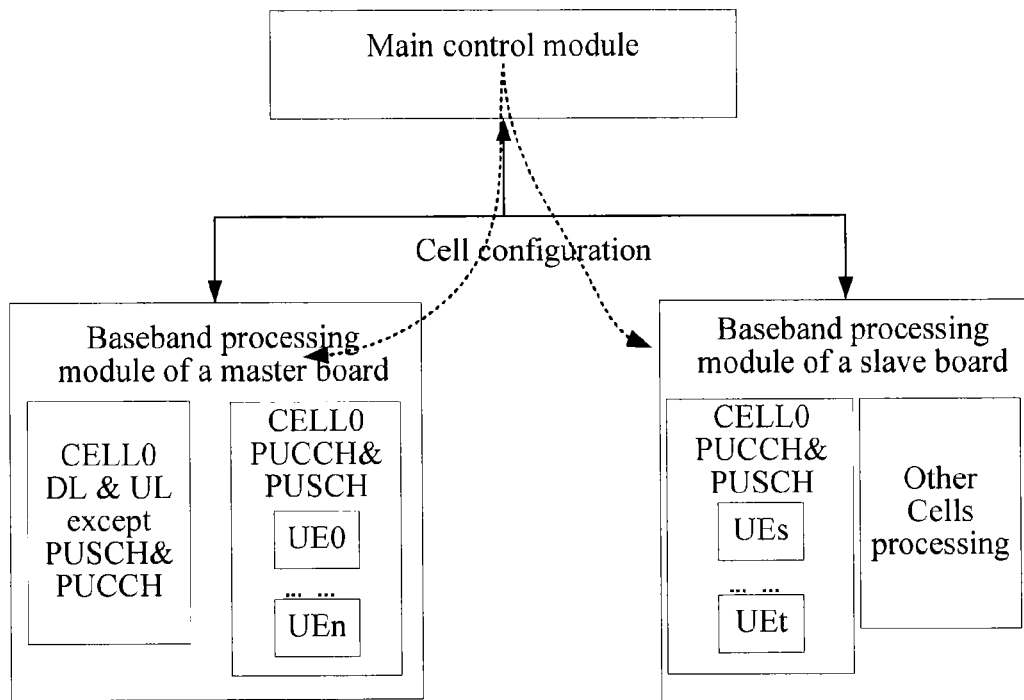 Main control module
Cell configuration
Baseband processing
module of a master board
CELL0
DL & UL
except
PUSCH&
PUCCH
CELL0
PUCCH&
PUSCH
UE0
... ...
UEn
Baseband processing
module of a slave board
CELL0
PUCCH&
PUSCH
UEs
... ...
UEt
Other
Cells
processing